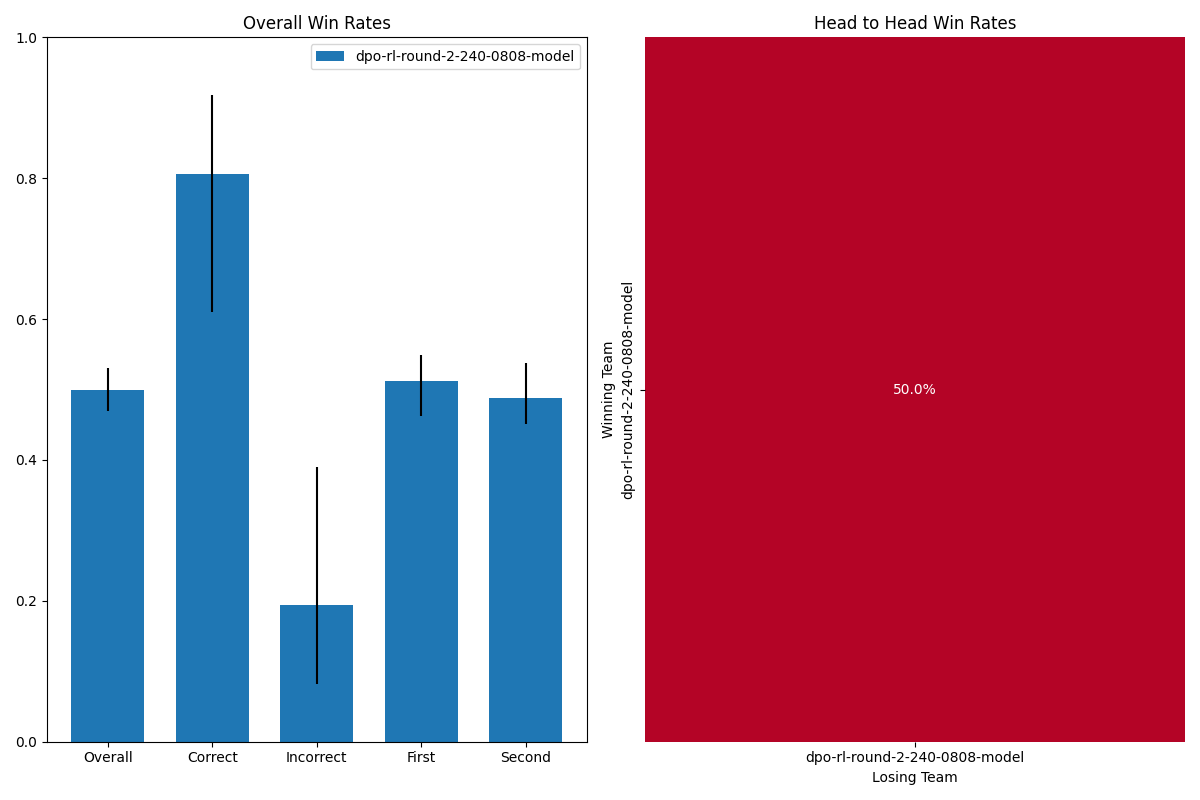 Overall Win Rates
1.0
0.8
0.6
0.4
0.2
0.0
dpo-rl-round-2-240-0808-model
Overall
Correct
Incorrect
First
Second
Head to Head Win Rates
Winning Team
dpo-rl-round-2-240-0808-model
50.0%
dpo-rl-round-2-240-0808-model
Losing Team